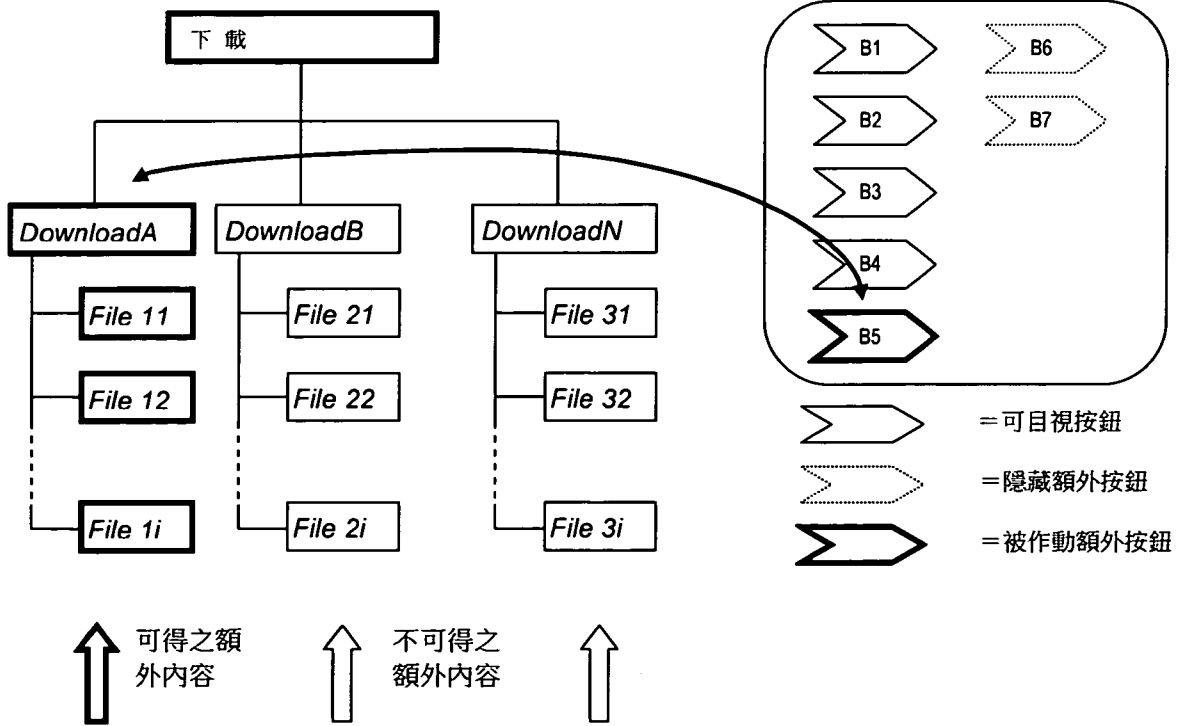 下 載
DownloadA
DownloadB
DownloadN
File 11
File 21
File 31
File 12
File 22
File 32
File 1i
File 2i
File 3i
B1
B6
B2
B7
B3
B4
B5
=可目視按鈕
=隱藏額外按鈕
=被作動額外按鈕
可得之額
外內容
不可得之
額外內容